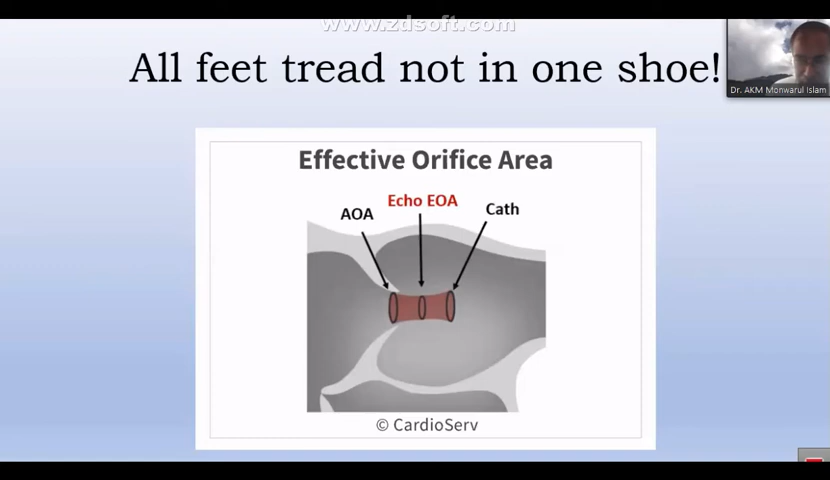 www.zdsoft.com
All feet tread not in one shoe!
Dr. AKM Monwarul Islam
Effective Orifice Area
Echo EOA
AOA
Cath
© CardioServ